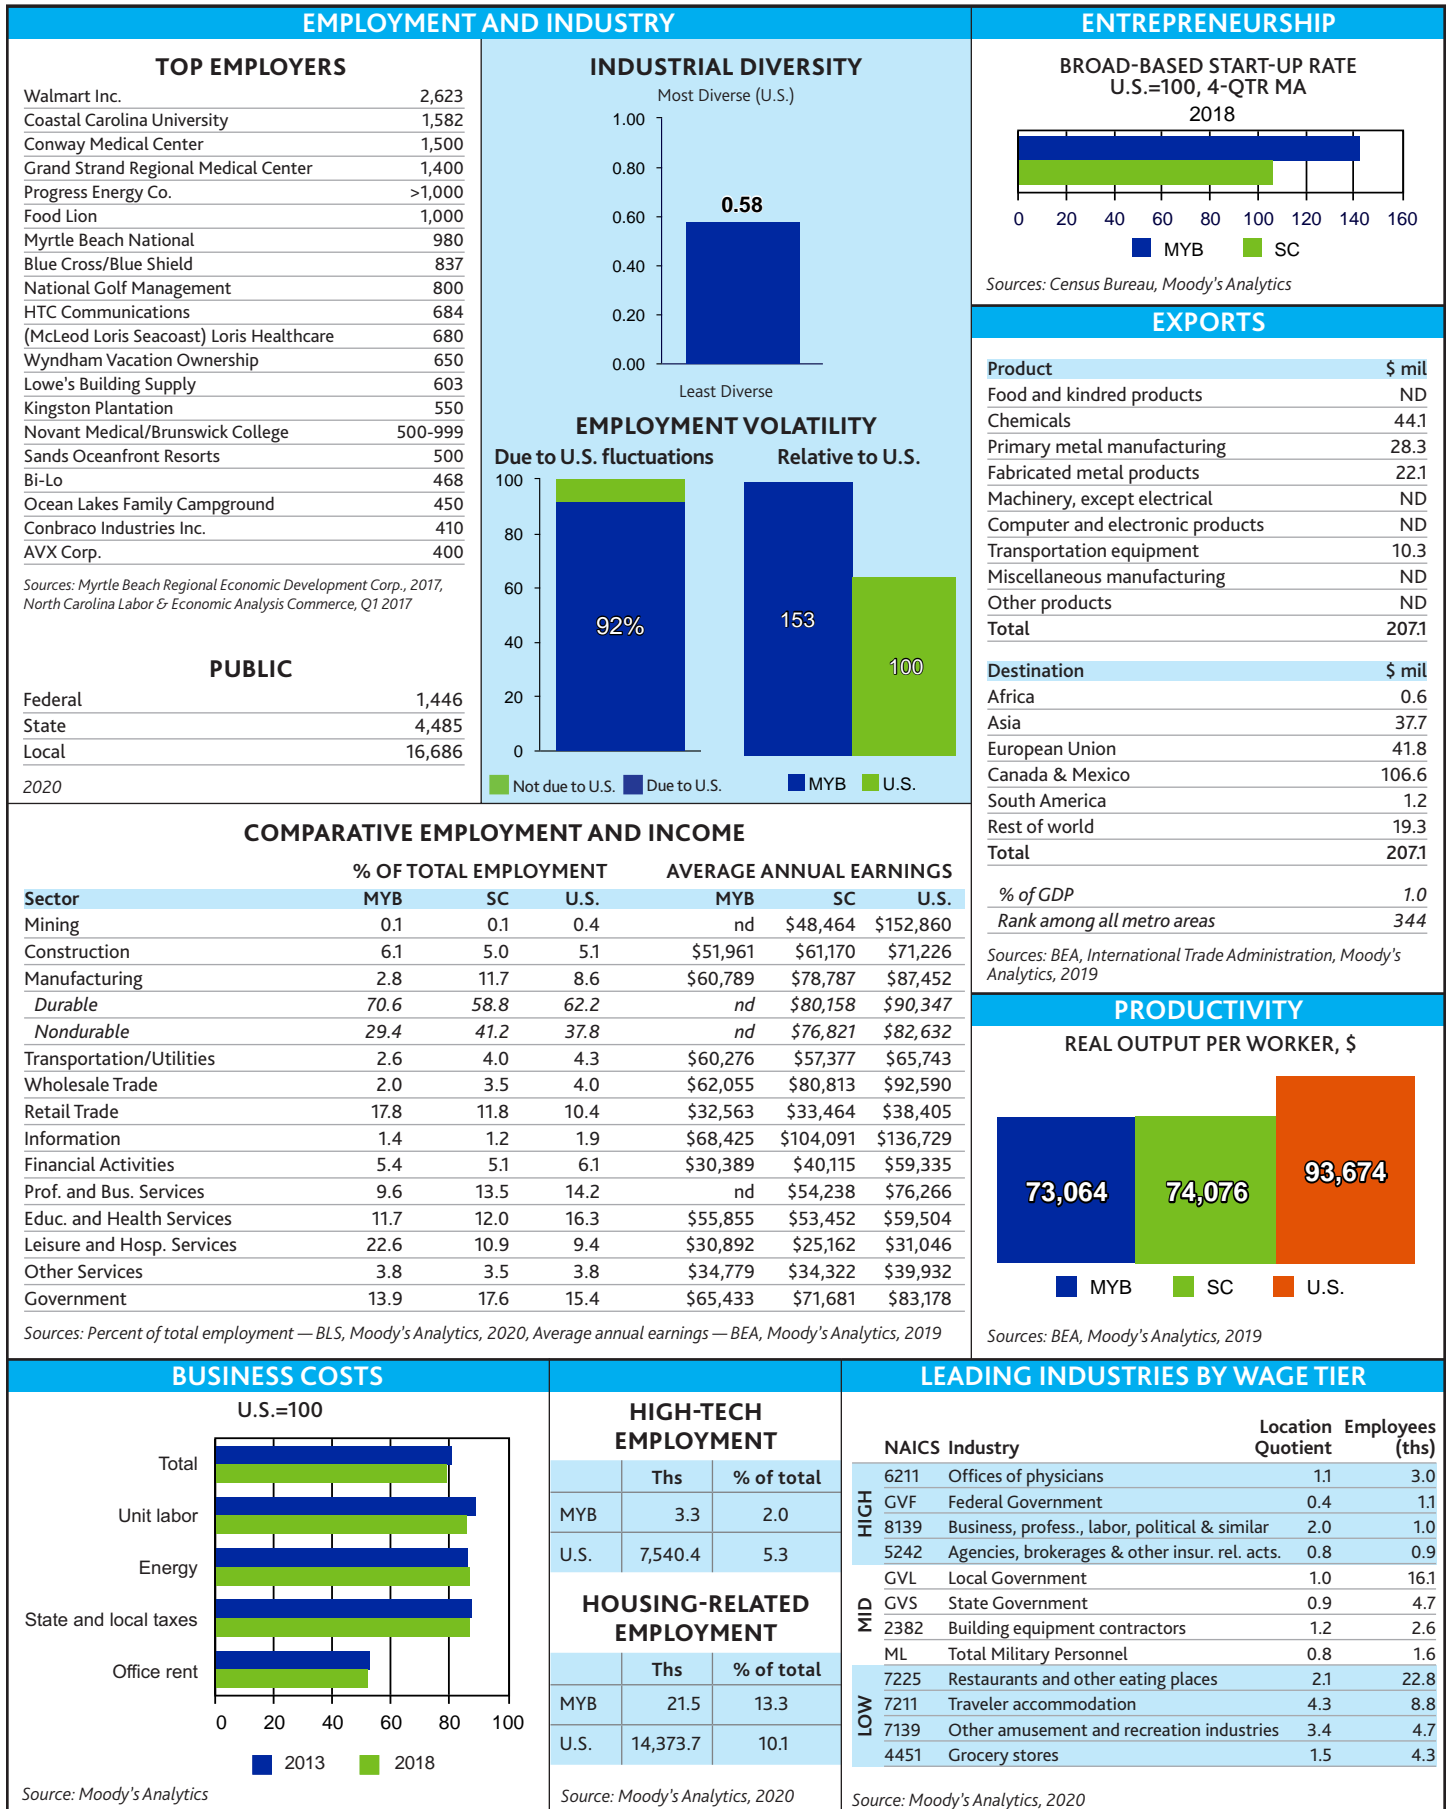 EMPLOYMENT AND INDUSTRY
TOP EMPLOYERS
Walmart Inc. 2,623
Coastal Carolina University 1,582
Conway Medical Center 1,500
Grand Strand Regional Medical Center 1,400
Progress Energy Co. >1,000
Food Lion 1,000
Myrtle Beach National 980
Blue Cross/Blue Shield 837
National Golf Management 800
HTC Communications 684
(McLeod Loris Seacoast) Loris Healthcare 680
Wyndham Vacation Ownership 650
Lowe's Building Supply 603
Kingston Plantation 550
Novant Medical/Brunswick College 500-999
Sands Oceanfront Resorts 500
Bi-Lo 468
Ocean Lakes Family Campground 450
Conbraco Industries Inc. 410
AVX Corp. 400
Sources: Myrtle Beach Regional Economic Development Corp., 2017,
North Carolina Labor & Economic Analysis Commerce, Q1 2017
PUBLIC
Federal 1,446
State 4,485
Local 16,686
2020
INDUSTRIAL DIVERSITY
Most Diverse (U.S.)
1.00
0.80
0.60
0.40
0.20
0.00
0.58
Least Diverse
EMPLOYMENT VOLATILITY
Due to U.S. fluctuations Relative to U.S.
100
80
60
40
20
0
92%
153
100
Not due to U.S. Due to U.S. MYB U.S.
ENTREPRENEURSHIP
BROAD-BASED START-UP RATE
U.S.=100, 4-QTR MA
2018
0 20 40 60 80 100 120 140 160
MYB SC
Sources: Census Bureau, Moody's Analytics
EXPORTS
Product $ mil
Food and kindred products ND
Chemicals 44.1
Primary metal manufacturing 28.3
Fabricated metal products 22.1
Machinery, except electrical ND
Computer and electronic products ND
Transportation equipment 10.3
Miscellaneous manufacturing ND
Other products ND
Total 207.1
Destination $ mil
Africa 0.6
Asia 37.7
European Union 41.8
Canada & Mexico 106.6
South America 1.2
Rest of world 19.3
Total 207.1
% of GDP 1.0
Rank among all metro areas 344
Sources: BEA, International Trade Administration, Moody's
Analytics, 2019
COMPARATIVE EMPLOYMENT AND INCOME
% OF TOTAL EMPLOYMENT AVERAGE ANNUAL EARNINGS
Sector MYB SC U.S. MYB SC U.S.
Mining 0.1 0.1 0.4 nd $48,464 $152,860
Construction 6.1 5.0 5.1 $51,961 $61,170 $71,226
Manufacturing 2.8 11.7 8.6 $60,789 $78,787 $87,452
Durable 70.6 58.8 62.2 nd $80,158 $90,347
Nondurable 29.4 41.2 37.8 nd $76,821 $82,632
Transportation/Utilities 2.6 4.0 4.3 $60,276 $57,377 $65,743
Wholesale Trade 2.0 3.5 4.0 $62,055 $80,813 $92,590
Retail Trade 17.8 11.8 10.4 $32,563 $33,464 $38,405
Information 1.4 1.2 1.9 $68,425 $104,091 $136,729
Financial Activities 5.4 5.1 6.1 $30,389 $40,115 $59,335
Prof. and Bus. Services 9.6 13.5 14.2 nd $54,238 $76,266
Educ. and Health Services 11.7 12.0 16.3 $55,855 $53,452 $59,504
Leisure and Hosp. Services 22.6 10.9 9.4 $30,892 $25,162 $31,046
Other Services 3.8 3.5 3.8 $34,779 $34,322 $39,932
Government 13.9 17.6 15.4 $65,433 $71,681 $83,178
Sources: Percent of total employment — BLS, Moody's Analytics, 2020, Average annual earnings — BEA, Moody's Analytics, 2019
PRODUCTIVITY
REAL OUTPUT PER WORKER, $
73,064 74,076 93,674
MYB SC U.S.
Sources: BEA, Moody's Analytics, 2019
BUSINESS COSTS
U.S.=100
Total
Unit labor
Energy
State and local taxes
Office rent
0 20 40 60 80 100
2013 2018
Source: Moody's Analytics
HIGH-TECH
EMPLOYMENT
Ths % of total
MYB 3.3 2.0
U.S. 7,540.4 5.3
HOUSING-RELATED
EMPLOYMENT
Ths % of total
MYB 21.5 13.3
U.S. 14,373.7 10.1
Source: Moody's Analytics, 2020
LEADING INDUSTRIES BY WAGE TIER
Location Employees
NAICS Industry Quotient (ths)
HIGH
6211 Offices of physicians 1.1 3.0
GVF Federal Government 0.4 1.1
8139 Business, profess., labor, political & similar 2.0 1.0
5242 Agencies, brokerages & other insur. rel. acts. 0.8 0.9
MID
GVL Local Government 1.0 16.1
GVS State Government 0.9 4.7
2382 Building equipment contractors 1.2 2.6
ML Total Military Personnel 0.8 1.6
LOW
7225 Restaurants and other eating places 2.1 22.8
7211 Traveler accommodation 4.3 8.8
7139 Other amusement and recreation industries 3.4 4.7
4451 Grocery stores 1.5 4.3
Source: Moody's Analytics, 2020